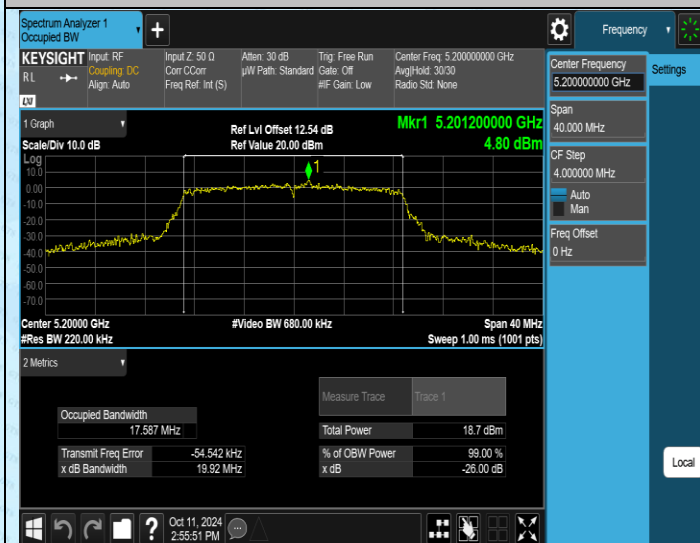 Spectrum Analyzer 1
Occupied BW
+
Frequency
KEYSIGHT
RL
LXI
Input: RF
Coupling: DC
Align: Auto
Input Z: 50 Ω
Corr CCorr
Freq Ref: Int (S)
Atten: 30 dB
µW Path: Standard
Trig: Free Run
Gate: Off
#IF Gain: Low
Center Freq: 5.200000000 GHz
Avg|Hold: 30/30
Radio Std: None
Center Frequency
5.200000000 GHz
Settings
Span
40.000 MHz
CF Step
4.000000 MHz
Auto
Man
Freq Offset
0 Hz
Local
1 Graph
Scale/Div 10.0 dB
Ref Lvl Offset 12.54 dB
Ref Value 20.00 dBm
Mkr1 5.201200000 GHz
4.80 dBm
Log
10.0
0.00
-10.0
-20.0
-30.0
-40.0
-50.0
-60.0
-70.0
1
Center 5.20000 GHz
#Video BW 680.00 kHz
Span 40 MHz
#Res BW 220.00 kHz
Sweep 1.00 ms (1001 pts)
2 Metrics
Measure Trace
Trace 1
Occupied Bandwidth
17.587 MHz
Total Power
18.7 dBm
Transmit Freq Error
-54.542 kHz
% of OBW Power
99.00 %
x dB Bandwidth
19.92 MHz
x dB
-26.00 dB
?
Oct 11, 2024
2:55:51 PM